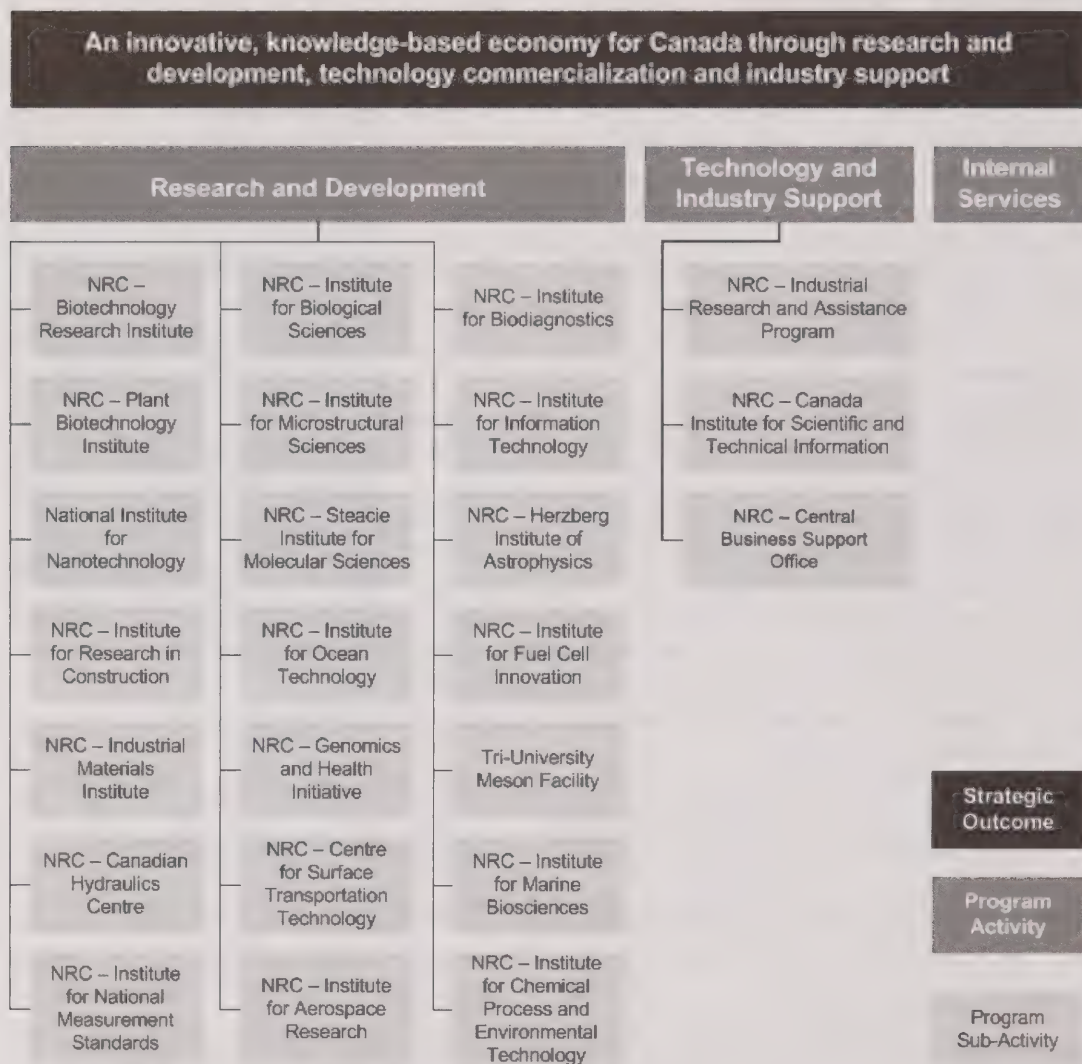 An innovative, knowledge-based economy for Canada through research and
development, technology commercialization and industry support
Research and Development
NRC –
Biotechnology
Research Institute
NRC – Plant
Biotechnology
Institute
National Institute
for
Nanotechnology
NRC – Institute
for Research in
Construction
NRC – Industrial
Materials
Institute
NRC – Canadian
Hydraulics
Centre
NRC – Institute
for National
Measurement
Standards
NRC – Institute
for Biological
Sciences
NRC – Institute
for Microstructural
Sciences
NRC – Steacie
Institute for
Molecular Sciences
NRC – Institute
for Ocean
Technology
NRC – Genomics
and Health
Initiative
NRC – Centre
for Surface
Transportation
Technology
NRC – Institute
for Aerospace
Research
NRC – Institute
for Biodiagnostics
NRC – Institute
for Information
Technology
NRC – Herzberg
Institute of
Astrophysics
NRC – Institute
for Fuel Cell
Innovation
Tri-University
Meson Facility
NRC – Institute
for Marine
Biosciences
NRC – Institute
for Chemical
Process and
Environmental
Technology
Technology and
Industry Support
NRC – Industrial
Research and Assistance
Program
NRC – Canada
Institute for Scientific and
Technical Information
NRC – Central
Business Support
Office
Internal
Services
Strategic
Outcome
Program
Activity
Program
Sub-Activity